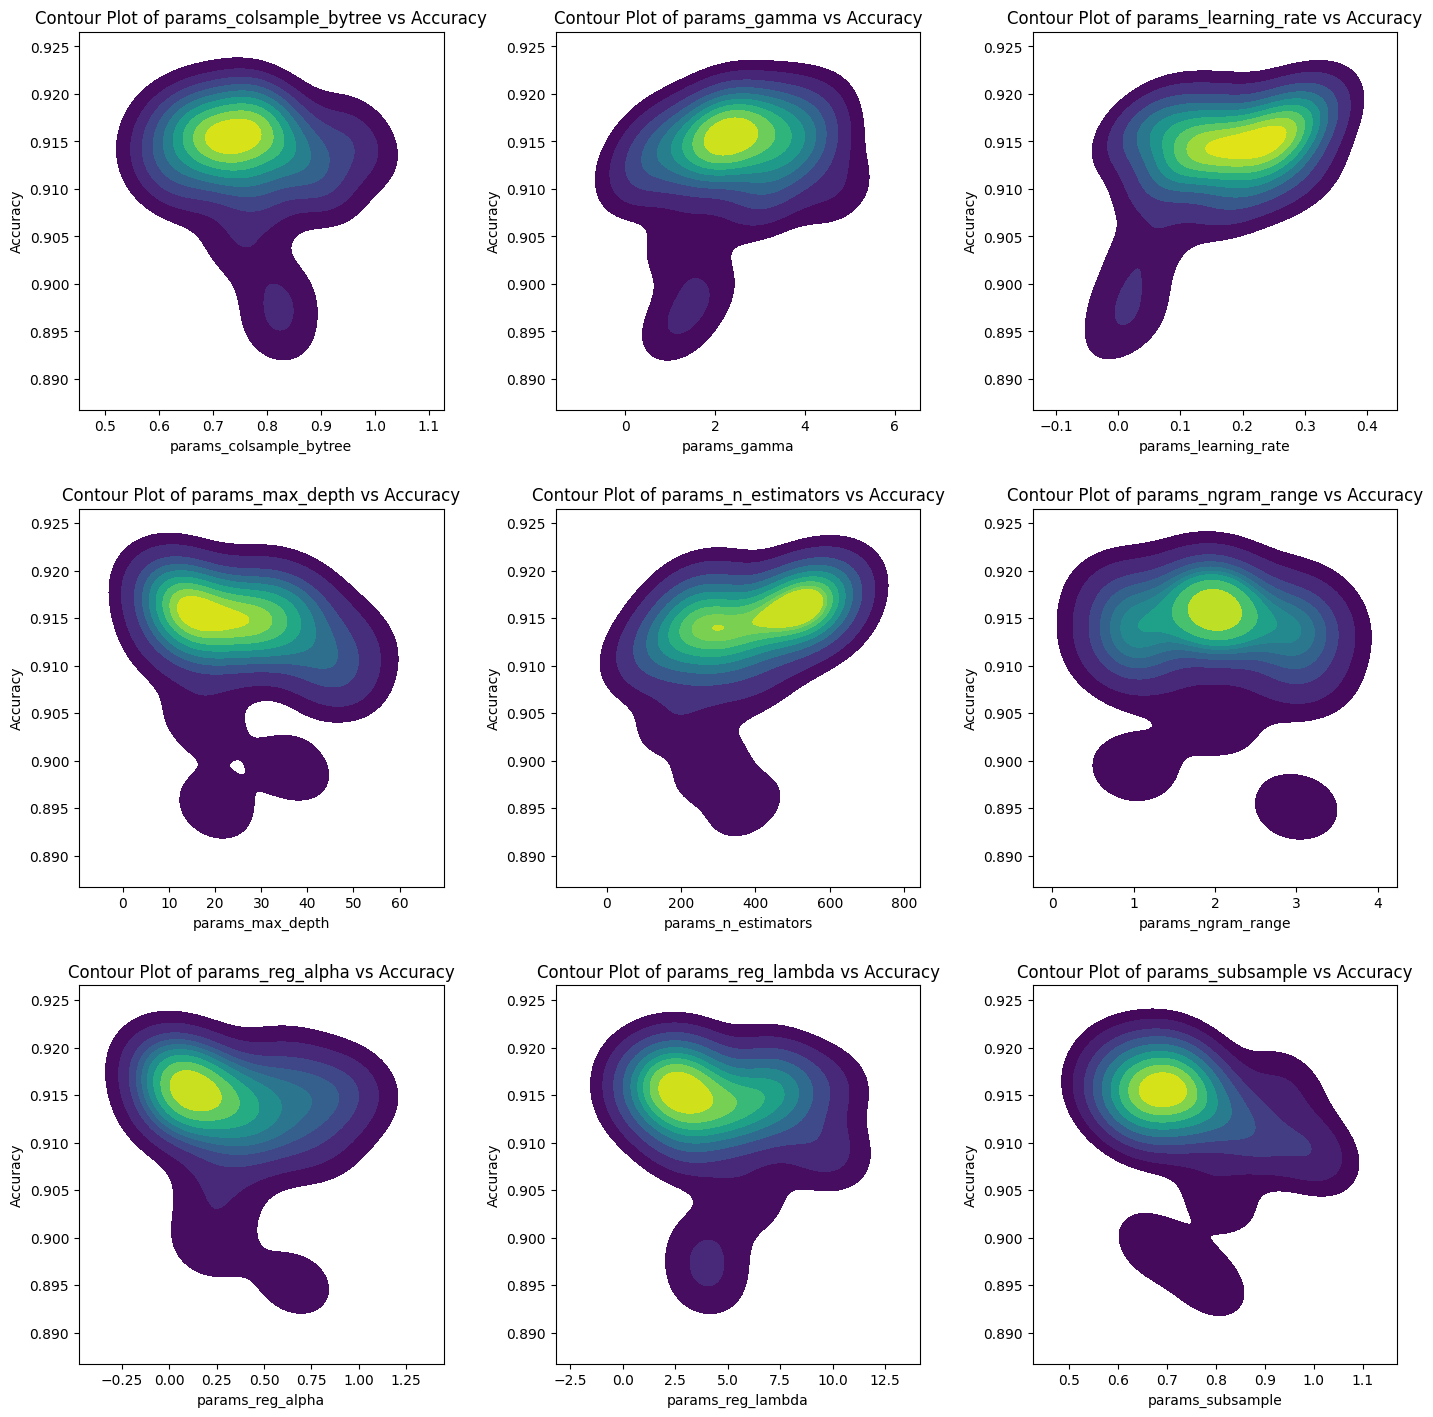 Contour Plot of params_colsample_bytree vs Accuracy
0.925
0.920
0.915
0.910
0.905
0.900
0.895
0.890
Accuracy
0.5 0.6 0.7 0.8 0.9 1.0 1.1
params_colsample_bytree
Contour Plot of params_gamma vs Accuracy
0.925
0.920
0.915
0.910
0.905
0.900
0.895
0.890
Accuracy
0 2 4 6
params_gamma
Contour Plot of params_learning_rate vs Accuracy
0.925
0.920
0.915
0.910
0.905
0.900
0.895
0.890
Accuracy
−0.1 0.0 0.1 0.2 0.3 0.4
params_learning_rate
Contour Plot of params_max_depth vs Accuracy
0.925
0.920
0.915
0.910
0.905
0.900
0.895
0.890
Accuracy
0 10 20 30 40 50 60
params_max_depth
Contour Plot of params_n_estimators vs Accuracy
0.925
0.920
0.915
0.910
0.905
0.900
0.895
0.890
Accuracy
0 200 400 600 800
params_n_estimators
Contour Plot of params_ngram_range vs Accuracy
0.925
0.920
0.915
0.910
0.905
0.900
0.895
0.890
Accuracy
0 1 2 3 4
params_ngram_range
Contour Plot of params_reg_alpha vs Accuracy
0.925
0.920
0.915
0.910
0.905
0.900
0.895
0.890
Accuracy
−0.25 0.00 0.25 0.50 0.75 1.00 1.25
params_reg_alpha
Contour Plot of params_reg_lambda vs Accuracy
0.925
0.920
0.915
0.910
0.905
0.900
0.895
0.890
Accuracy
−2.5 0.0 2.5 5.0 7.5 10.0 12.5
params_reg_lambda
Contour Plot of params_subsample vs Accuracy
0.925
0.920
0.915
0.910
0.905
0.900
0.895
0.890
Accuracy
0.5 0.6 0.7 0.8 0.9 1.0 1.1
params_subsample